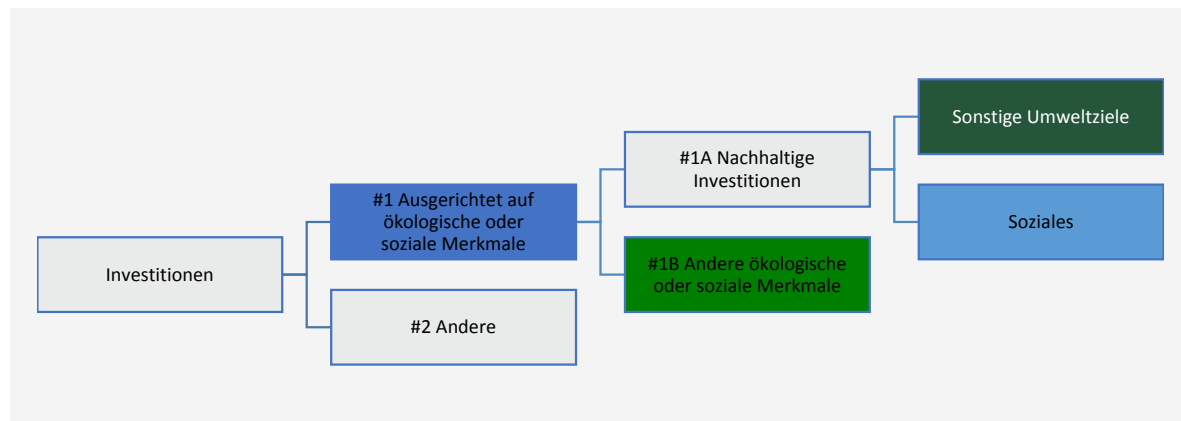 Investitionen
#1 Ausgerichtet auf
ökologische oder
soziale Merkmale
#2 Andere
#1A Nachhaltige
Investitionen
#1B Andere ökologische
oder soziale Merkmale
Sonstige Umweltziele
Soziales